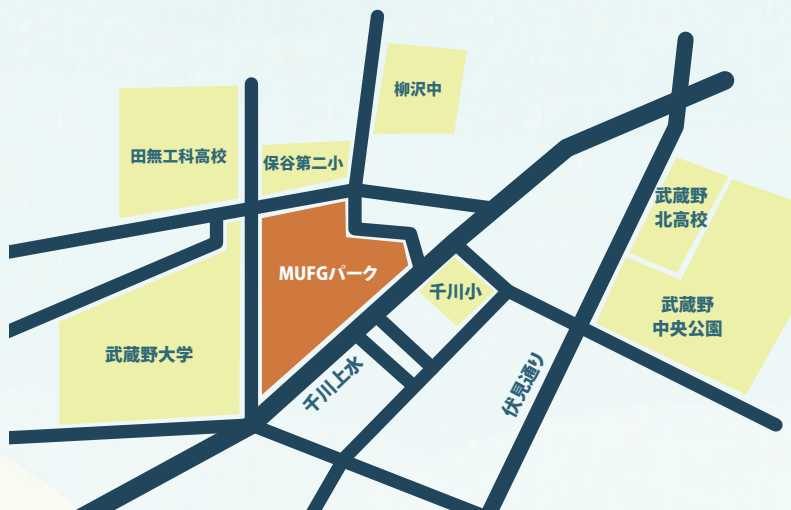 柳沢中
田無工科高校
保谷第二小
武蔵野
北高校
MUFGパーク
千川小
武蔵野
中央公園
武蔵野大学
千川上水
伏見通り